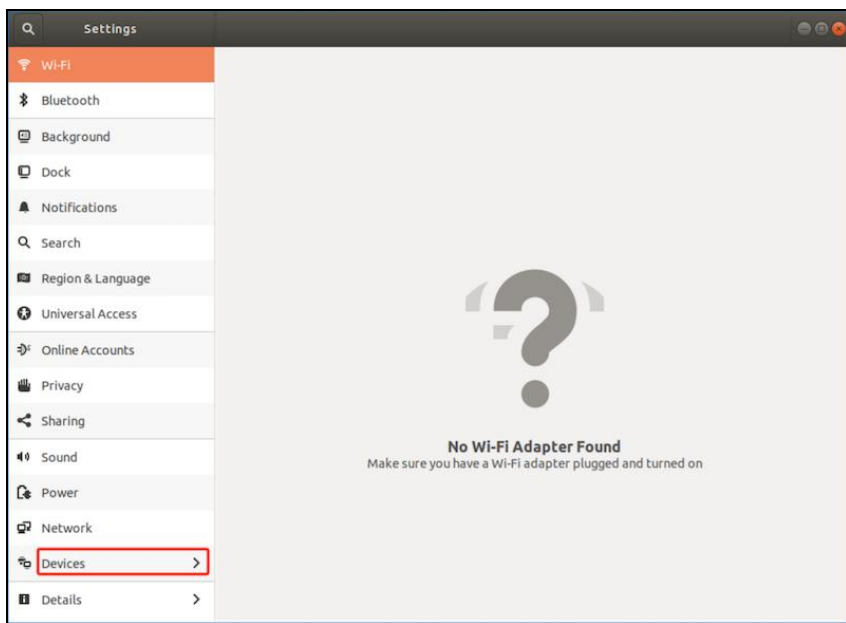 Settings
Wi-Fi
Bluetooth
Background
Dock
Notifications
Search
Region & Language
Universal Access
Online Accounts
Privacy
Sharing
Sound
Power
Network
Devices
Details
No Wi-Fi Adapter Found
Make sure you have a Wi-Fi adapter plugged and turned on